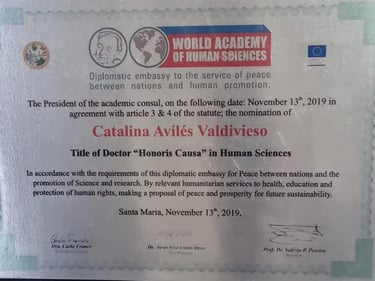 WORLD ACADEMY
OF HUMAN SCIENCES
Diplomatic embassy to the service of peace
between nations and human promotion.
The President of the academic consul, on the following date: November 13th, 2019 in
agreement with article 3 & 4 of the statute; the nomination of
Catalina Avilés Valdivieso
Title of Doctor “Honoris Causa” in Human Sciences
In accordance with the requirements of this diplomatic embassy for Peace between nations and the
promotion of Science and research. By relevant humanitarian services to health, education and
protection of human rights, making a proposal of peace and prosperity for future sustainability.
Santa Maria, November 13th, 2019.